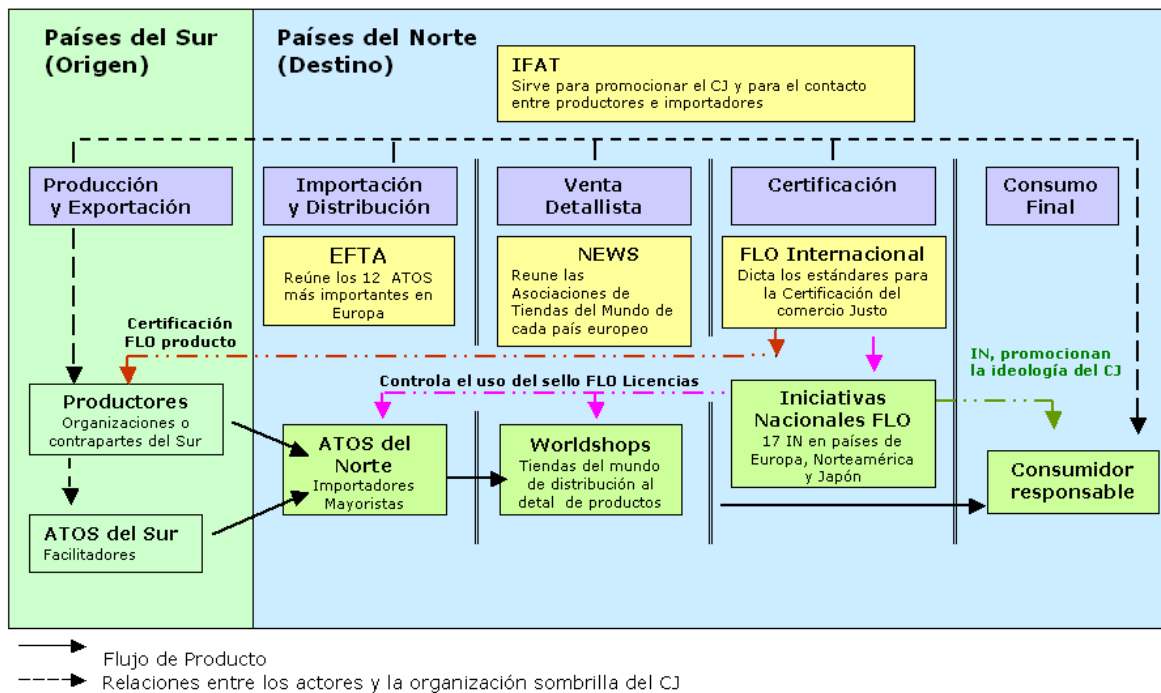 Países del Sur
(Origen)
Países del Norte
(Destino)
IFAT
Sirve para promocionar el CJ y para el contacto
entre productores e importadores
Producción
y Exportación
Importación
y Distribución
Venta
Detallista
Certificación
Consumo
Final
EFTA
Reúne los 12 ATOS
más importantes en
Europa
NEWS
Reune las
Asociaciones de
Tiendas del Mundo de
cada país europeo
FLO Internacional
Dicta los estándares para
la Certificación del
comercio Justo
Certificación
FLO producto
IN, promocionan
la ideología del CJ
Controla el uso del sello FLO Licencias
Productores
Organizaciones o
contrapartes del Sur
ATOS del
Norte
Importadores
Mayoristas
Worldshops
Tiendas del mundo
de distribución al
detal de productos
Iniciativas
Nacionales FLO
17 IN en países de
Europa, Norteamérica
y Japón
Consumidor
responsable
ATOS del Sur
Facilitadores
Flujo de Producto
Relaciones entre los actores y la organización sombrilla del CJ